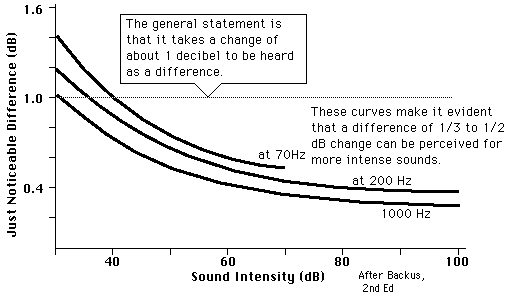 1.6
The general statement is
that it takes a change of
about 1 decibel to be heard
as a difference.
Just Noticeable Difference (dB)
1.0
These curves make it evident
that a difference of 1/3 to 1/2
dB change can be perceived for
more intense sounds.
at 70Hz
at 200 Hz
0.4
1000 Hz
40
60
80
100
Sound Intensity (dB)
After Backus,
2nd Ed